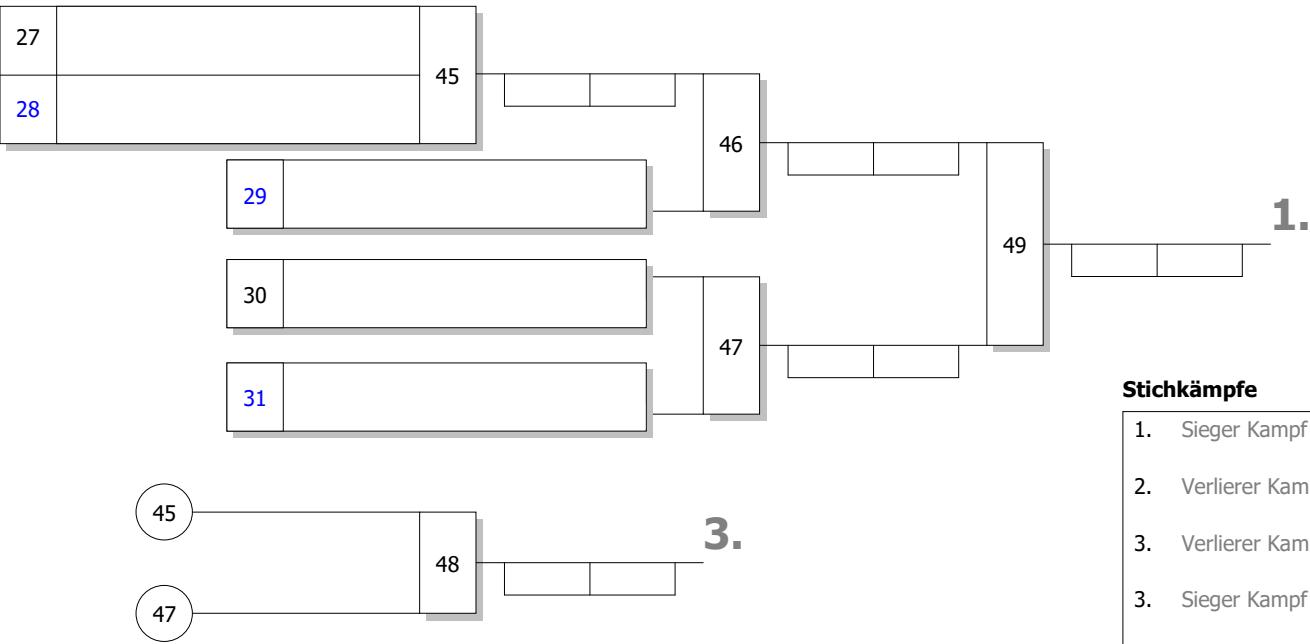 27
28
45
46
29
49
1.
30
47
31
Stichkämpfe
1. Sieger Kampf
2. Verlierer Kam
3. Verlierer Kam
3. Sieger Kampf
45
48
3.
47